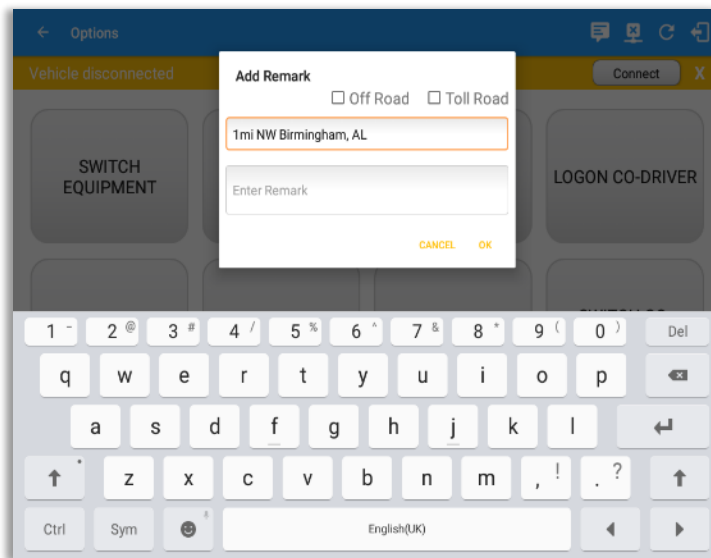 Options
Vehicle disconnected
Connect X
Add Remark
Off Road Toll Road
1mi NW Birmingham, AL
Enter Remark
CANCEL OK
SWITCH
EQUIPMENT
LOGON CO-DRIVER
1 - 2 @ 3 # 4 / 5 % 6 ^ 7 & 8 * 9 ( 0 ) Del
q w e r t y u i o p
a s d f g h j k l
z x c v b n m , ! . ?
Ctrl Sym English(UK)